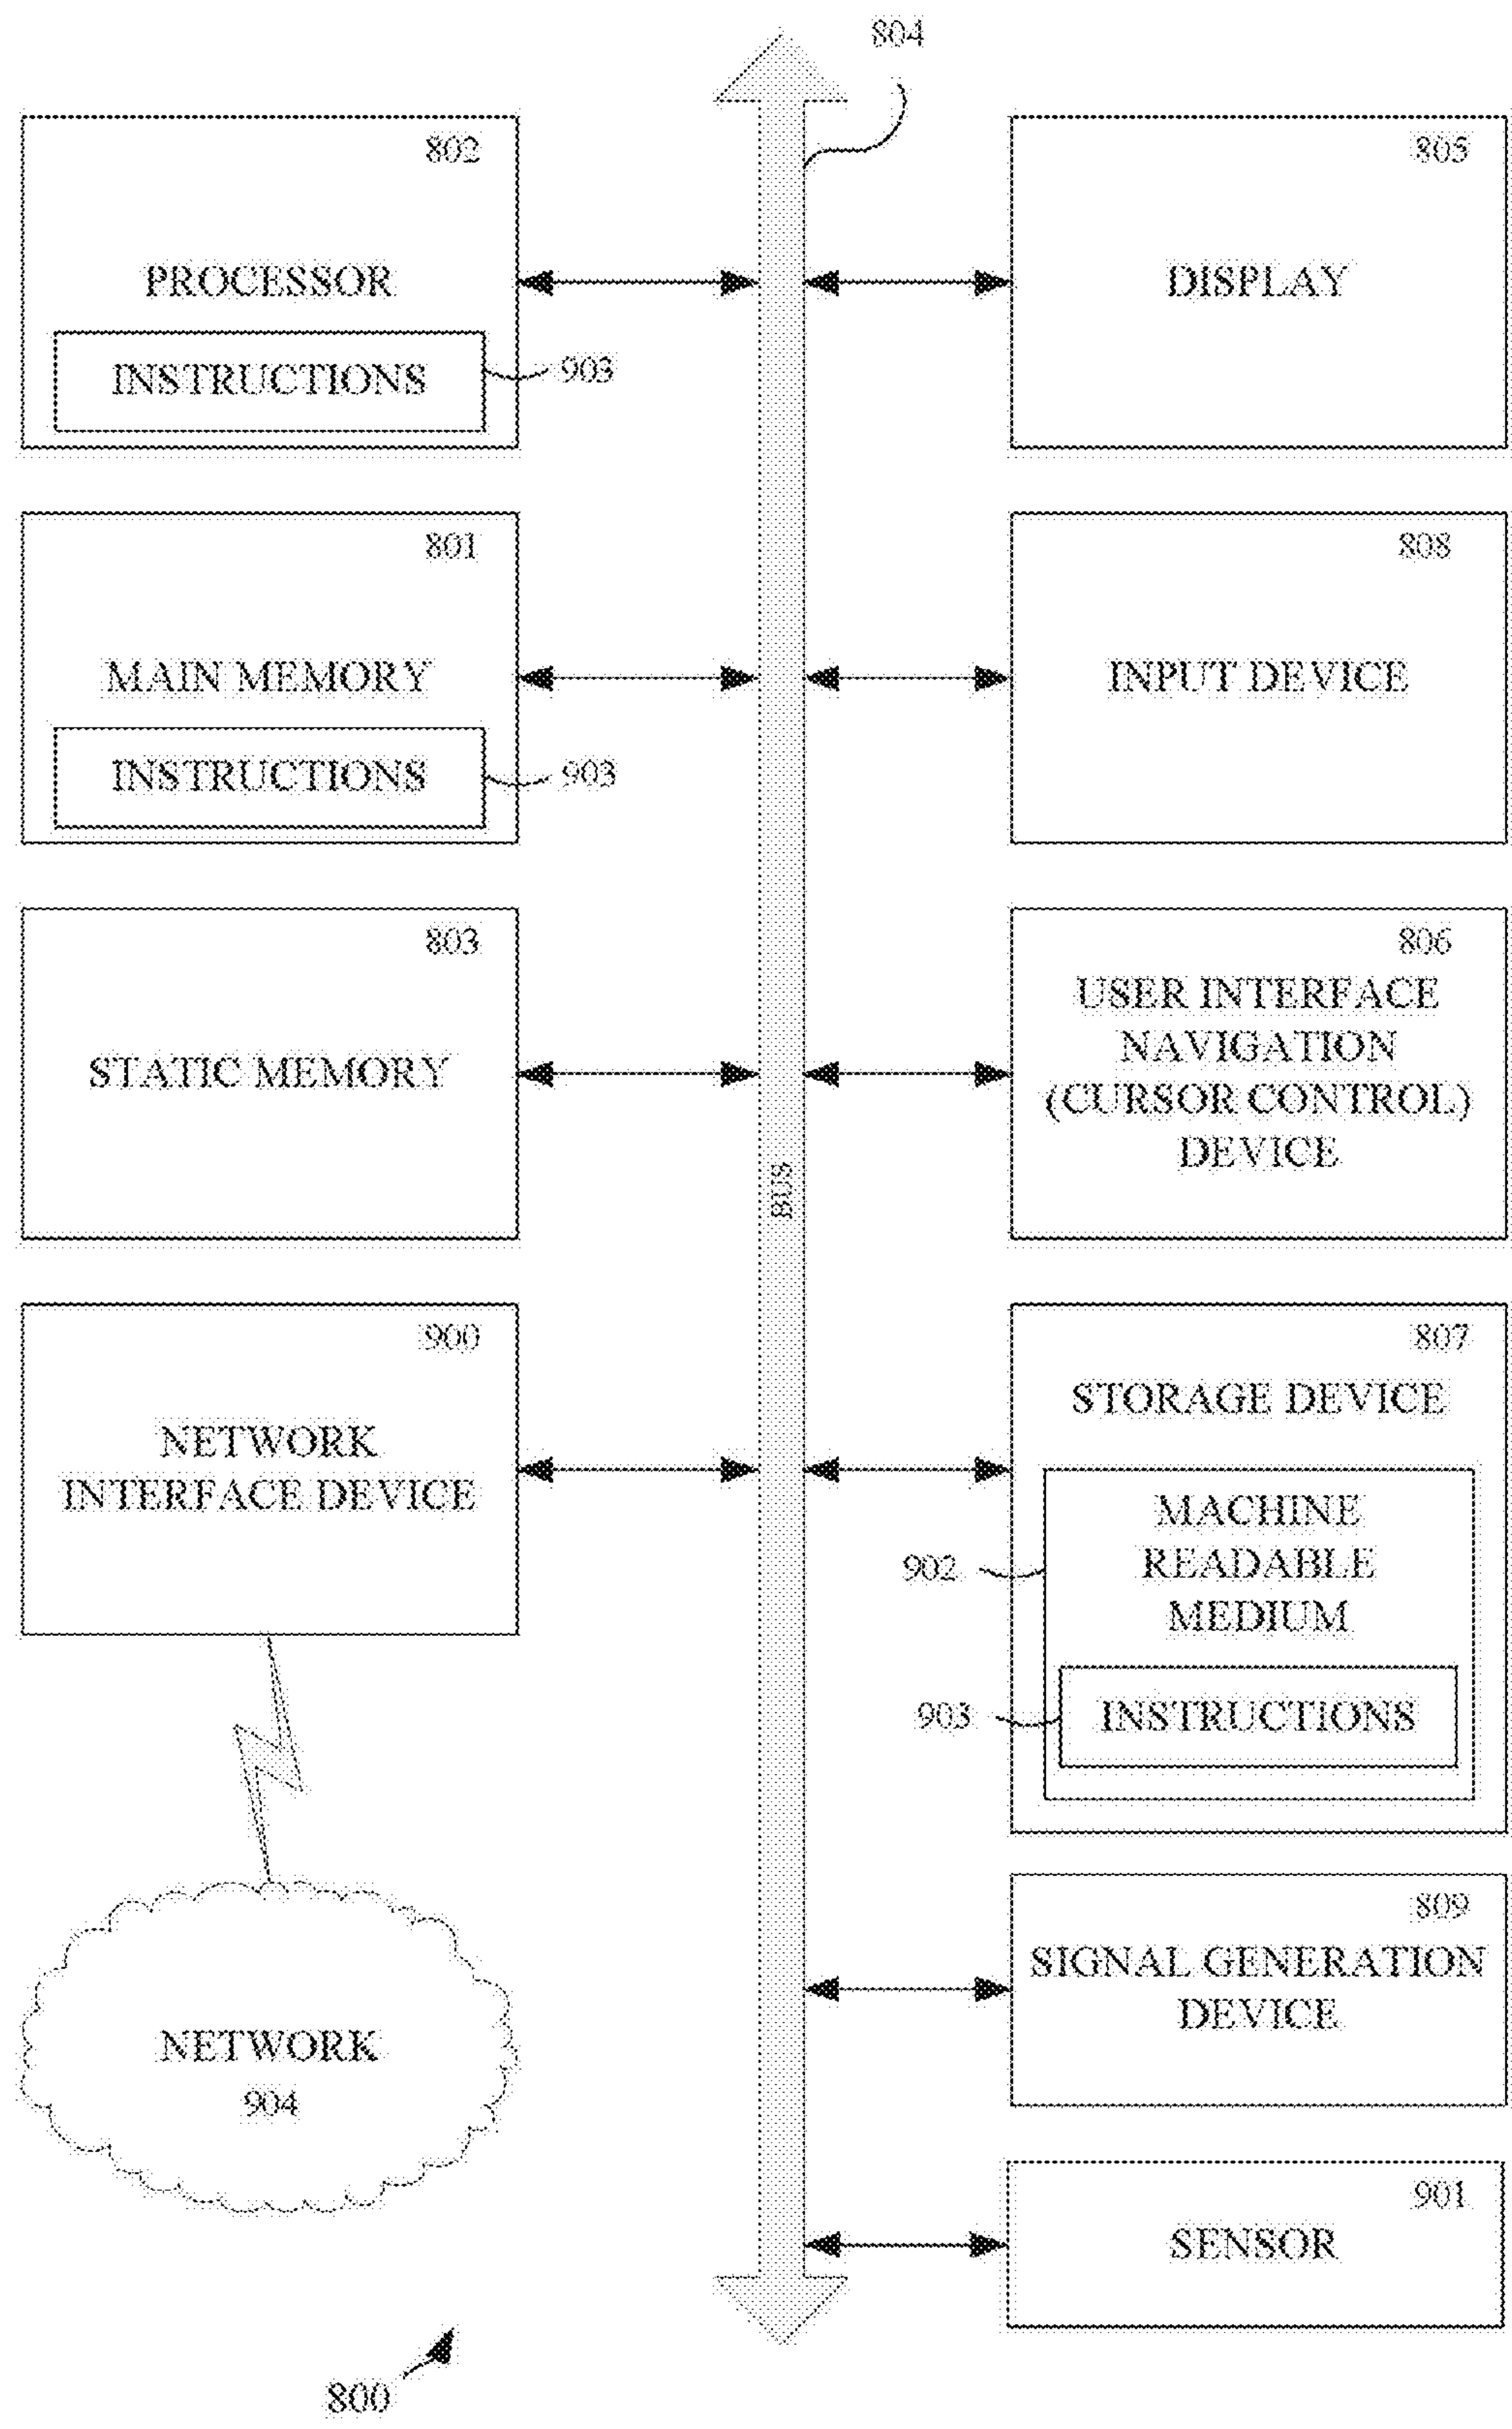 804
802
PROCESSOR
INSTRUCTIONS
903
801
MAIN MEMORY
INSTRUCTIONS
903
803
STATIC MEMORY
900
NETWORK
INTERFACE DEVICE
NETWORK
904
800
BUS
805
DISPLAY
808
INPUT DEVICE
806
USER INTERFACE
NAVIGATION
(CURSOR CONTROL)
DEVICE
807
STORAGE DEVICE
902
MACHINE
READABLE
MEDIUM
903
INSTRUCTIONS
809
SIGNAL GENERATION
DEVICE
901
SENSOR